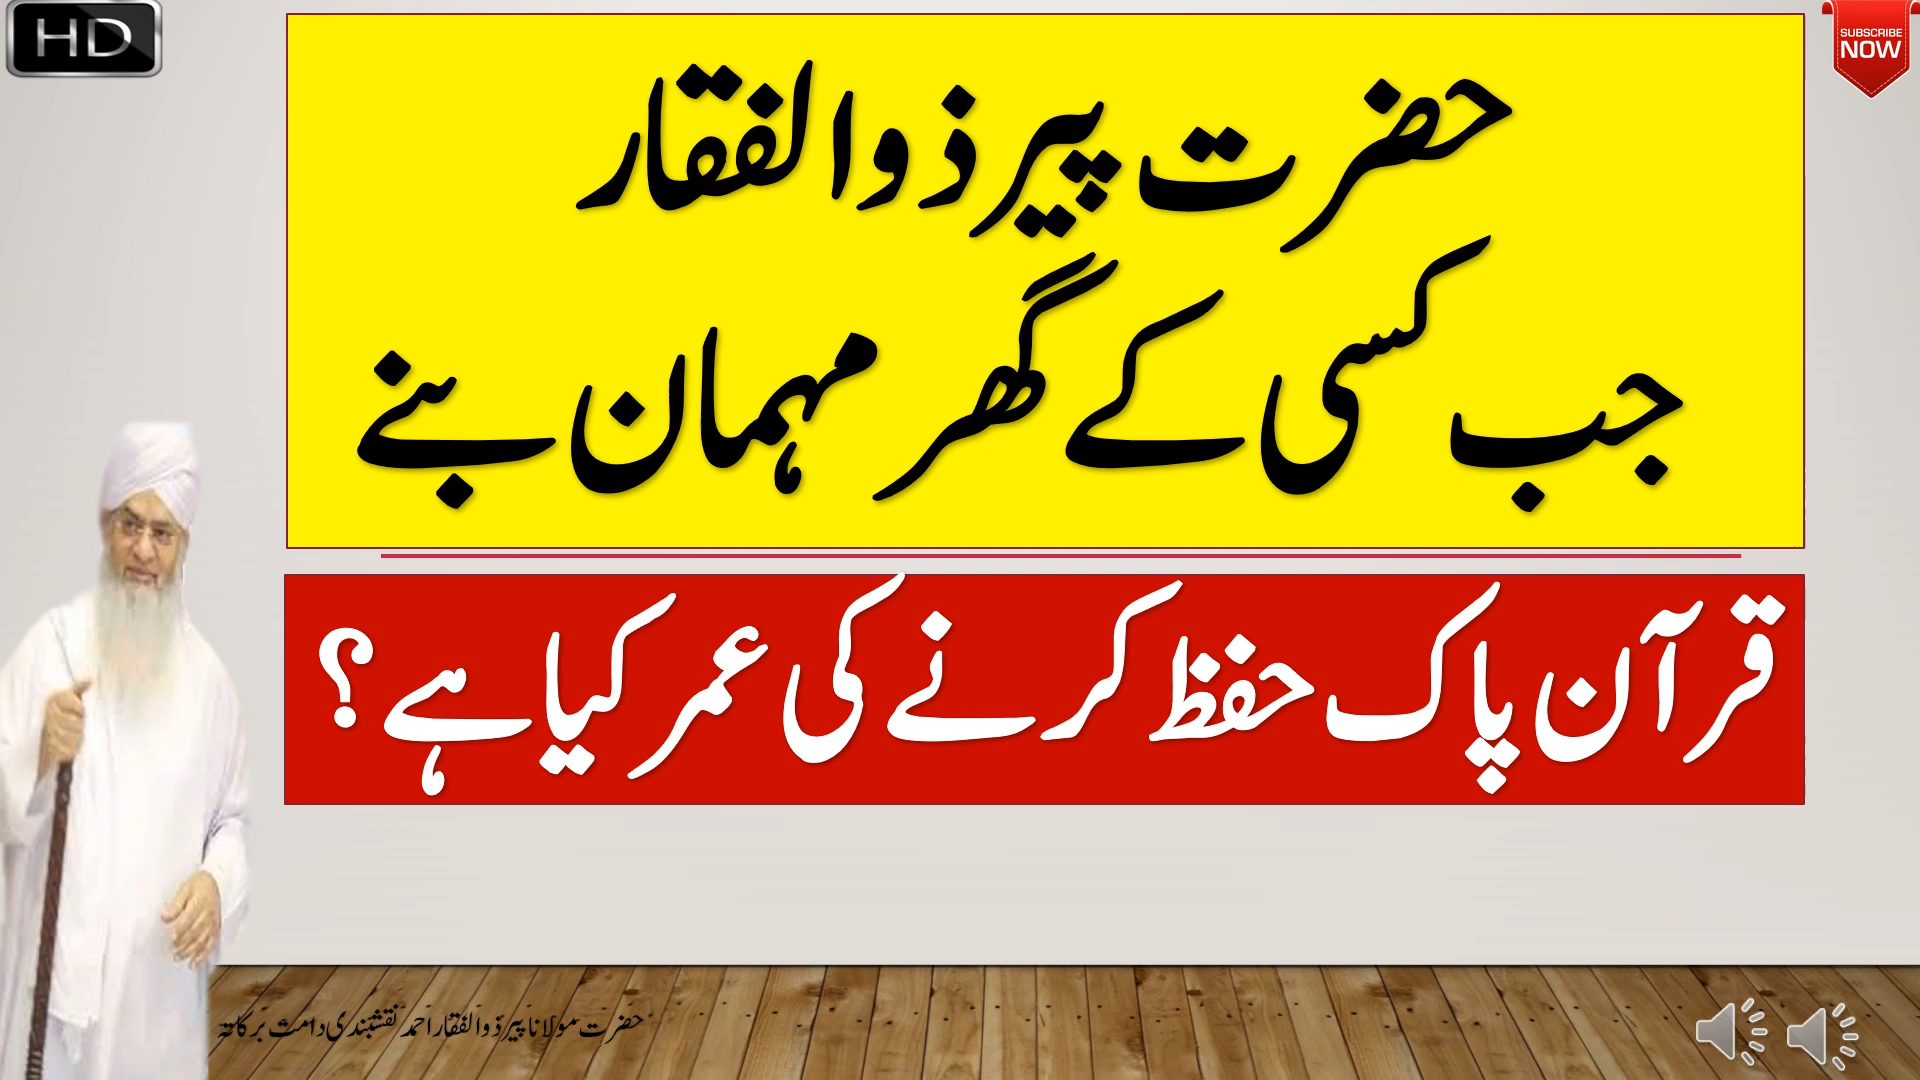 HD
SUBSCRIBE
NOW
حضرت پیر ذوالفقار
جب کسی کے گھر مہمان بنے
قرآن پاک حفظ کرنے کی عمر کیا ہے؟
حضرت مولانا پیر ذوالفقار احمد نقشبندی دامت برکاتہ